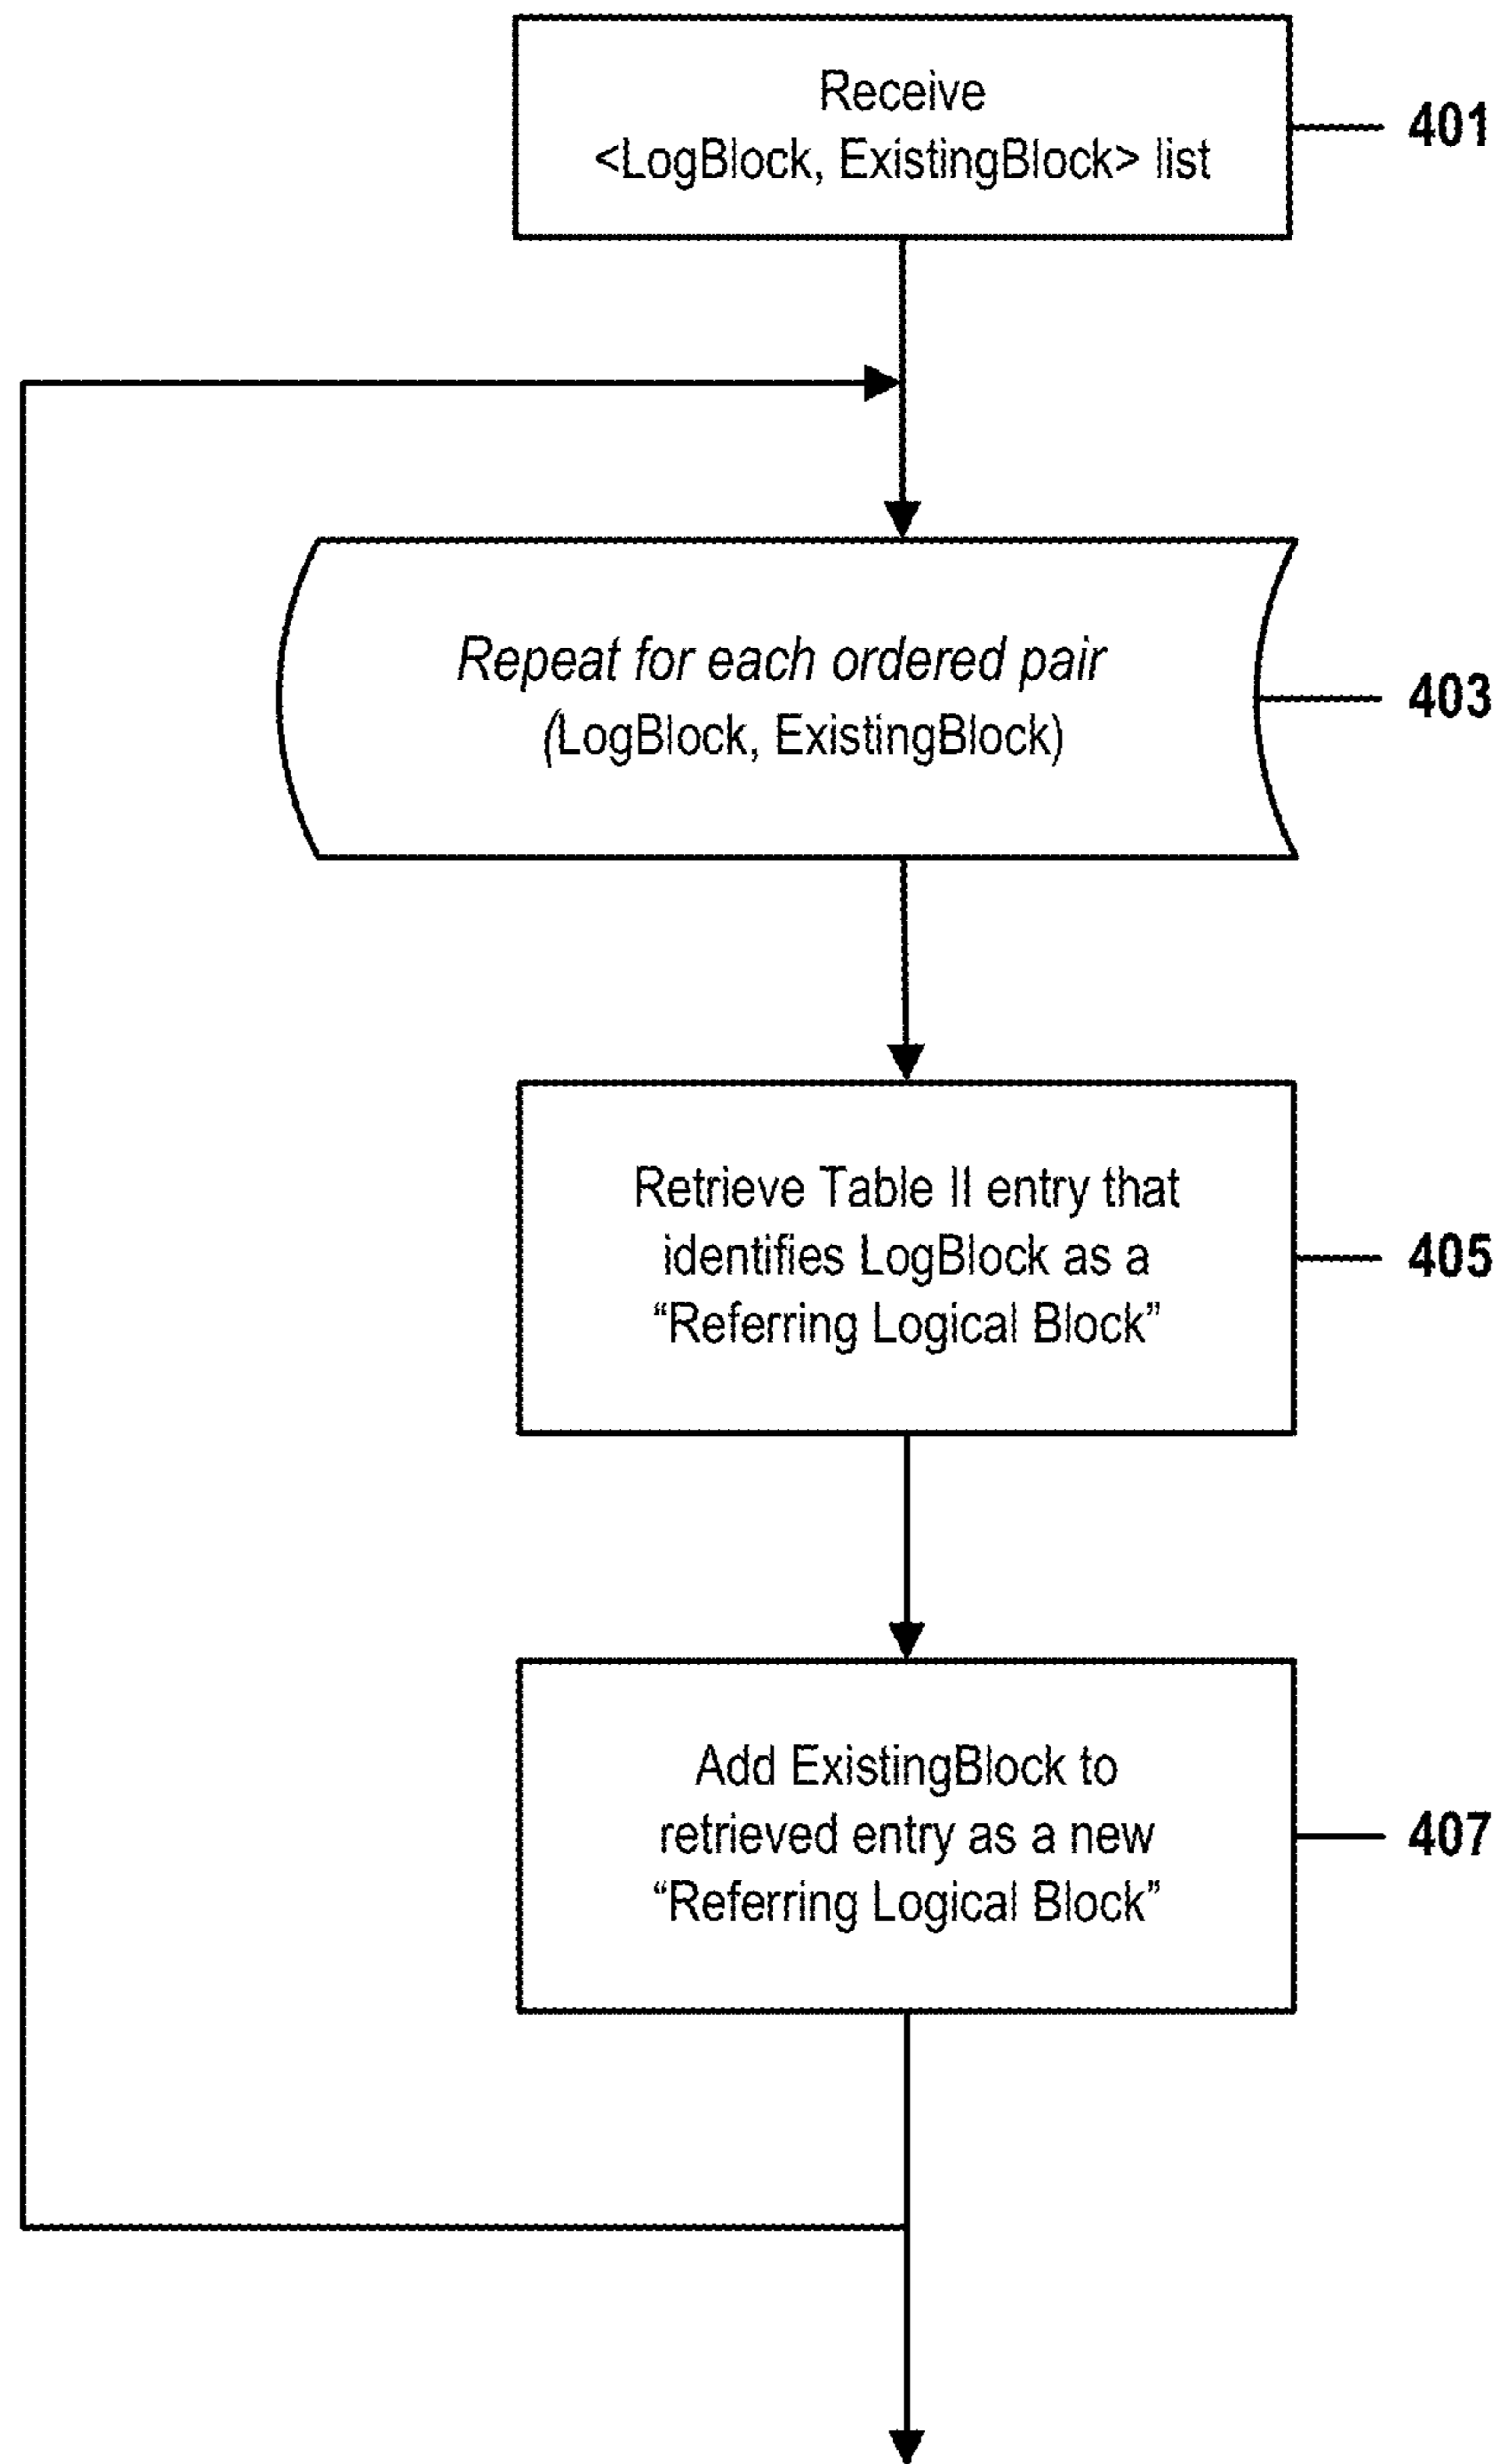 Receive
<LogBlock, ExistingBlock> list
401
Repeat for each ordered pair
(LogBlock, ExistingBlock)
403
Retrieve Table II entry that
identifies LogBlock as a
“Referring Logical Block”
405
Add ExistingBlock to
retrieved entry as a new
“Referring Logical Block”
407